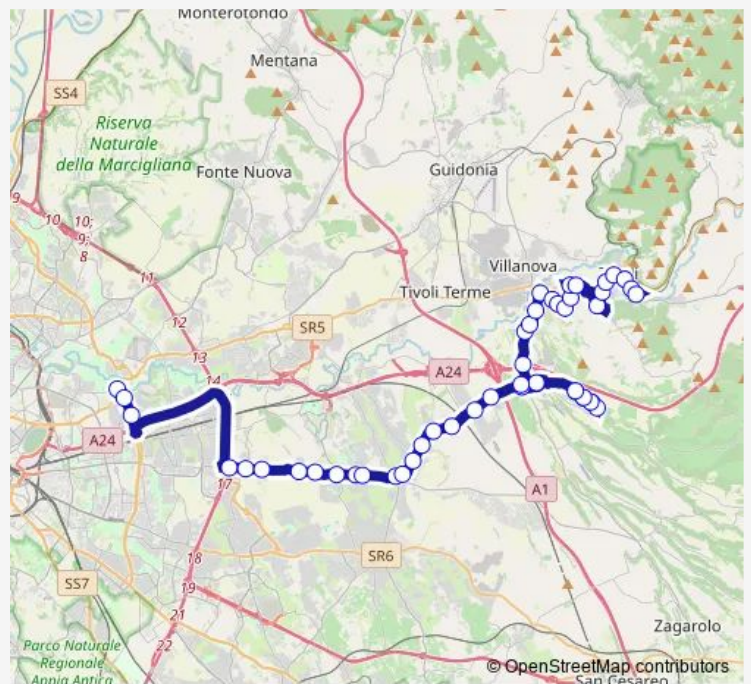 Monterotondo
Mentana
SS4
Riserva
Naturale
della Marcigliana
Fonte Nuova
Guidonia
9
10
10;
9;
8
11
Villanova
Tivoli Terme
12
SR5
13
14
A24
A24
17
A1
18
SR6
SS7
19
21
Zagarolo
22
Parco Naturale
Regionale
Appia Antica
© OpenStreetMap contributors
San Cesareo